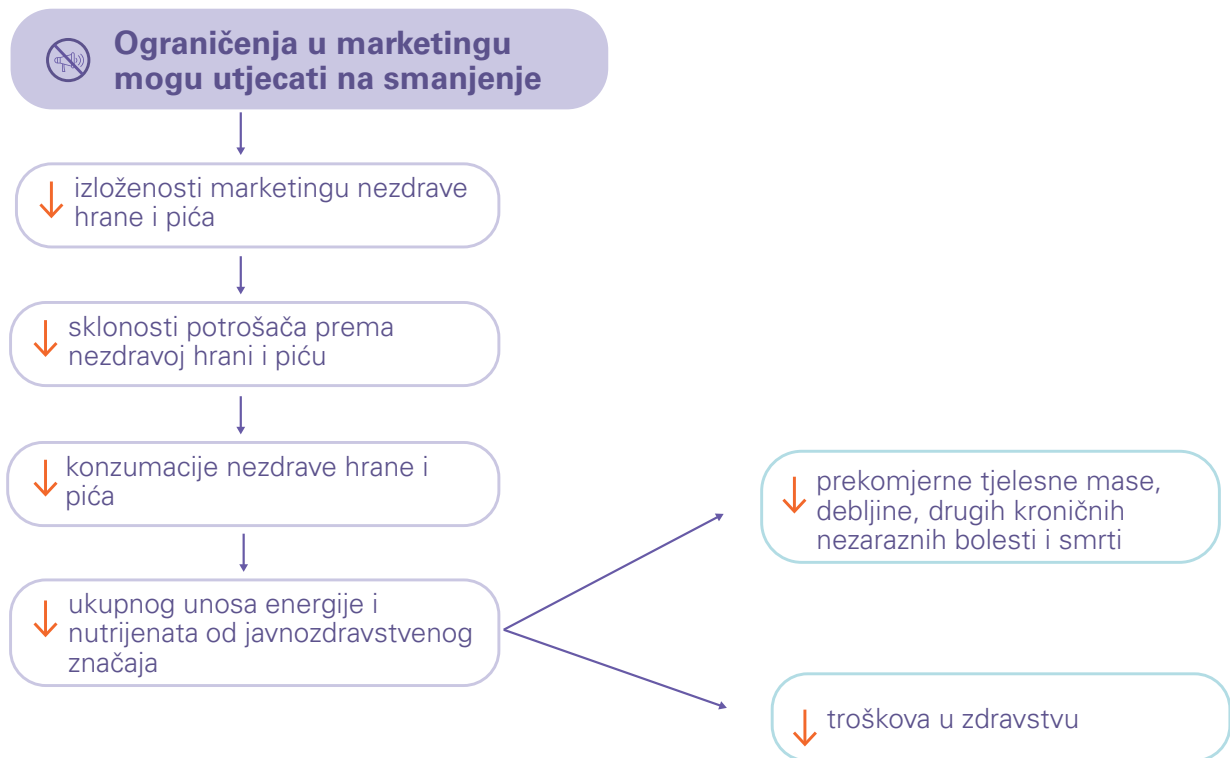 Ograničenja u marketingu
mogu utjecati na smanjenje
izloženosti marketingu nezdrave
hrane i pića
sklonosti potrošača prema
nezdravoj hrani i piću
konzumacije nezdrave hrane i
pića
ukupnog unosa energije i
nutrijenata od javnozdravstvenog
značaja
prekomjerne tjelesne mase,
debljine, drugih kroničnih
nezaraznih bolesti i smrti
troškova u zdravstvu